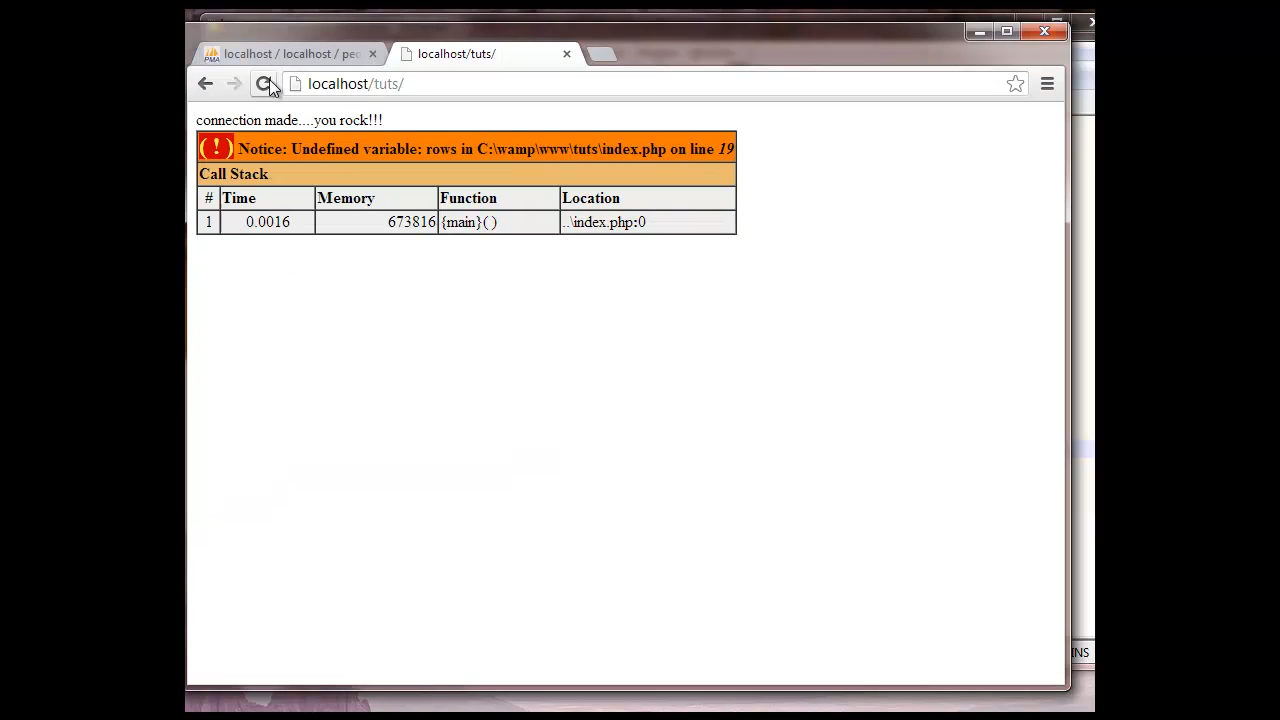 localhost / localhost / pec
localhost/tuts/
localhost/tuts/
connection made....you rock!!!
( ! ) Notice: Undefined variable: rows in C:\wamp\www\tuts\index.php on line 19
Call Stack
# Time Memory Function Location
1 0.0016 673816 {main}( ) ..\index.php:0
INS